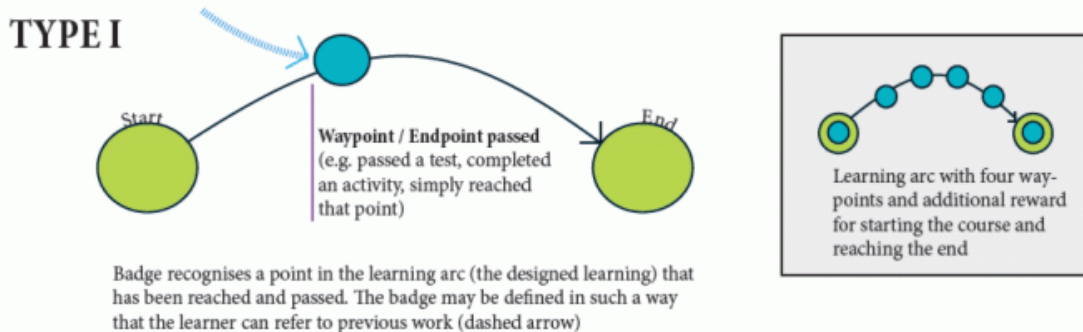 TYPE I
Start
End
Waypoint / Endpoint passed
(e.g. passed a test, completed
an activity, simply reached
that point)
Badge recognises a point in the learning arc (the designed learning) that
has been reached and passed. The badge may be defined in such a way
that the learner can refer to previous work (dashed arrow)
Learning arc with four way-
points and additional reward
for starting the course and
reaching the end